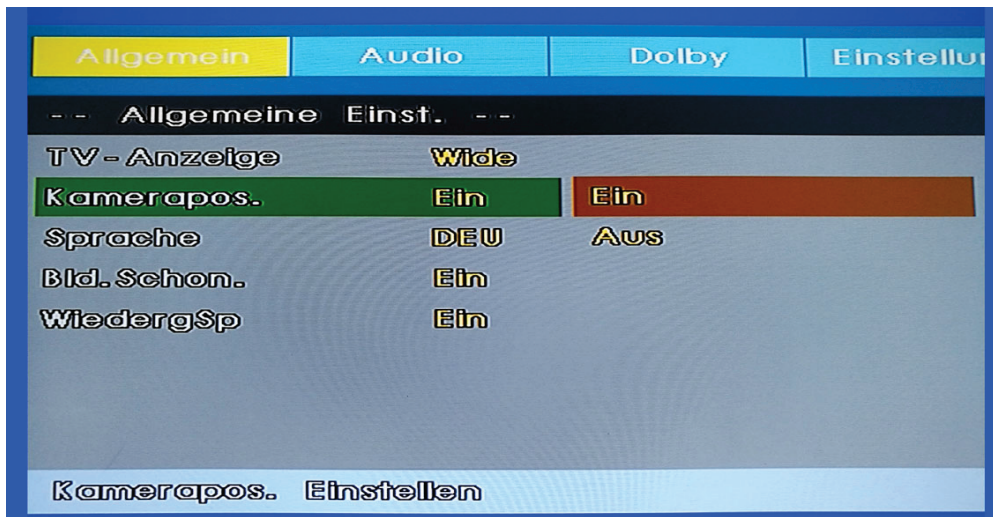 Allgemein Audio Dolby Einstellu
-- Allgemeine Einst. --
TV-Anzeige Wide
Kamerapos. Ein Ein
Sprache DEU Aus
Bld.Schon. Ein
WiedergSp Ein
Kamerapos. Einstellen